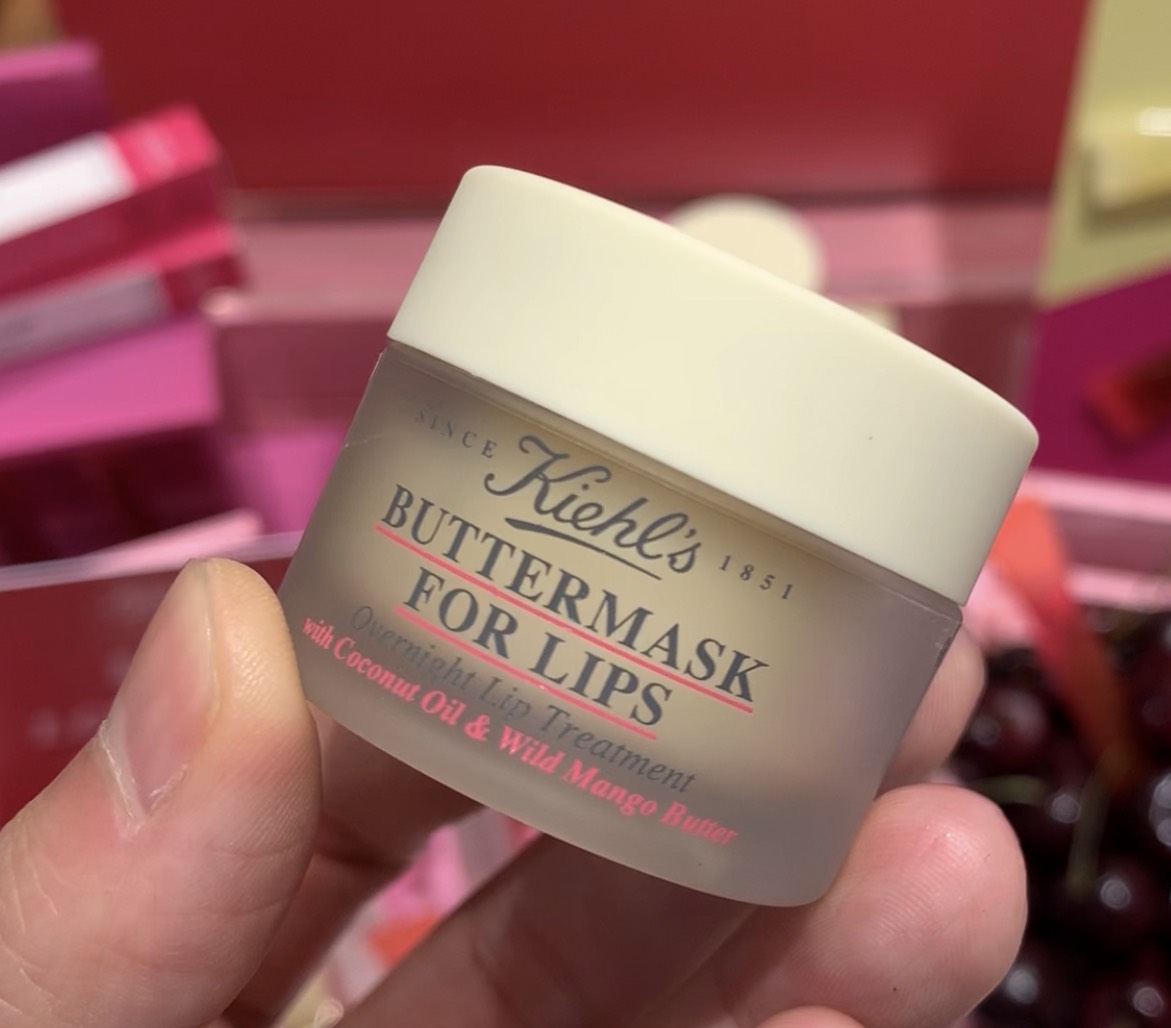 SINCE Kiehl's 1851
BUTTERMASK
FOR LIPS
Overnight Lip Treatment
with Coconut Oil & Wild Mango Butter